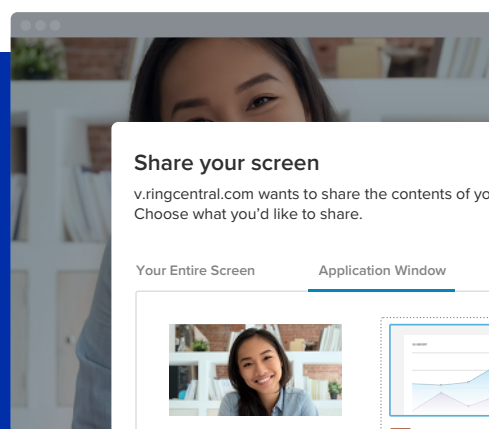 Share your screen
v.ringcentral.com wants to share the contents of yo
Choose what you'd like to share.
Your Entire Screen Application Window